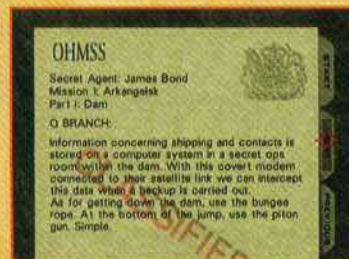 OHMSS
Secret Agent: James Bond
Mission I: Arkangelsk
Part i: Dam
Q BRANCH:
Information concerning shipping and contacts is
stored on a computer system in a secret ops
room within the dam. With this covert modem
connected to their satellite link we can intercept
this data when a backup is carried out.
As for getting down the dam, use the bungee
rope. At the bottom of the jump, use the piton
gun. Simple.
START
PREVIOUS